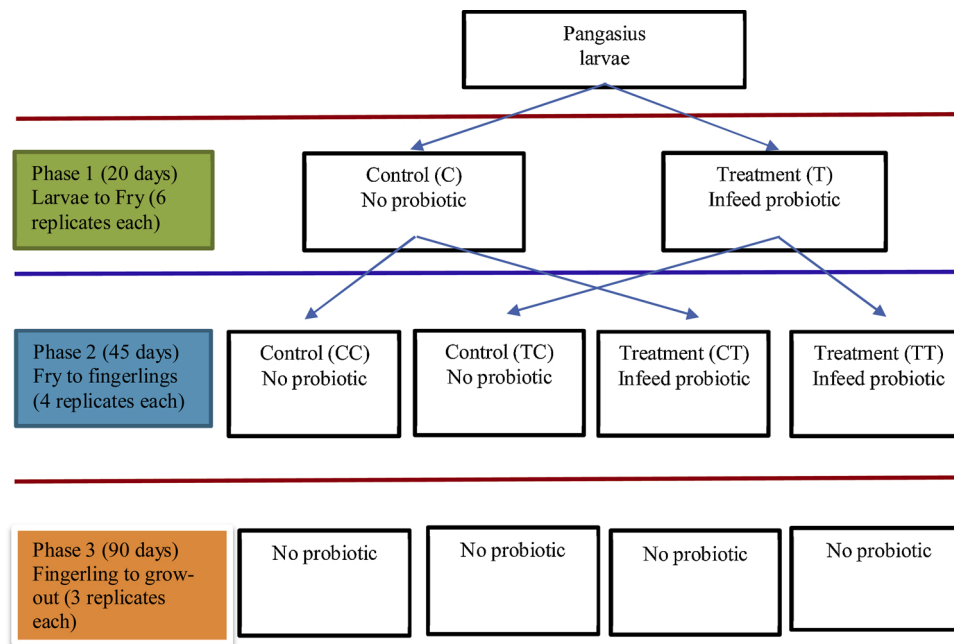 Pangasius
larvae
Phase 1 (20 days)
Larvae to Fry (6
replicates each)
Control (C)
No probiotic
Treatment (T)
Infeed probiotic
Phase 2 (45 days)
Fry to fingerlings
(4 replicates each)
Control (CC)
No probiotic
Control (TC)
No probiotic
Treatment (CT)
Infeed probiotic
Treatment (TT)
Infeed probiotic
Phase 3 (90 days)
Fingerling to grow-
out (3 replicates
each)
No probiotic
No probiotic
No probiotic
No probiotic